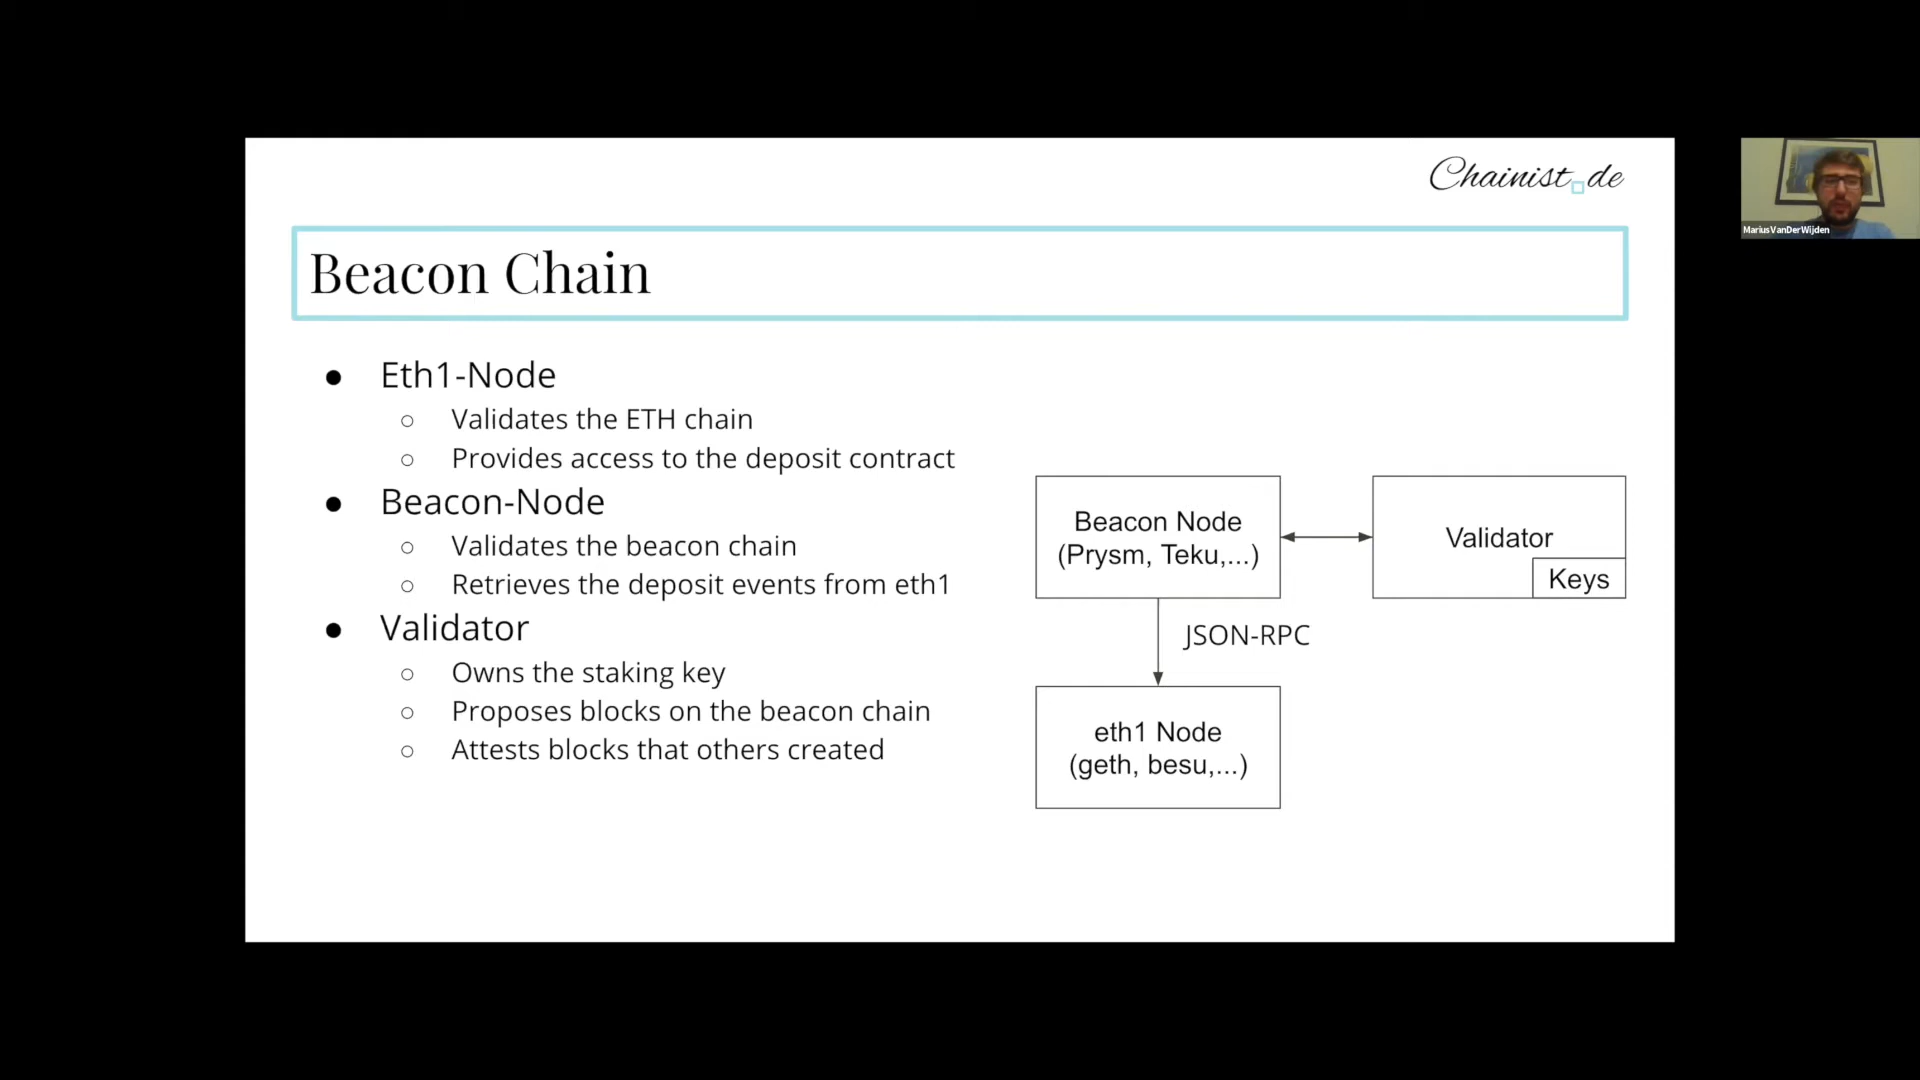 Chainist.de
MariusVanDerWijden
Beacon Chain
● Eth1-Node
○ Validates the ETH chain
○ Provides access to the deposit contract
● Beacon-Node
○ Validates the beacon chain
○ Retrieves the deposit events from eth1
● Validator
○ Owns the staking key
○ Proposes blocks on the beacon chain
○ Attests blocks that others created
Beacon Node
(Prysm, Teku,...)
Validator
Keys
JSON-RPC
eth1 Node
(geth, besu,...)